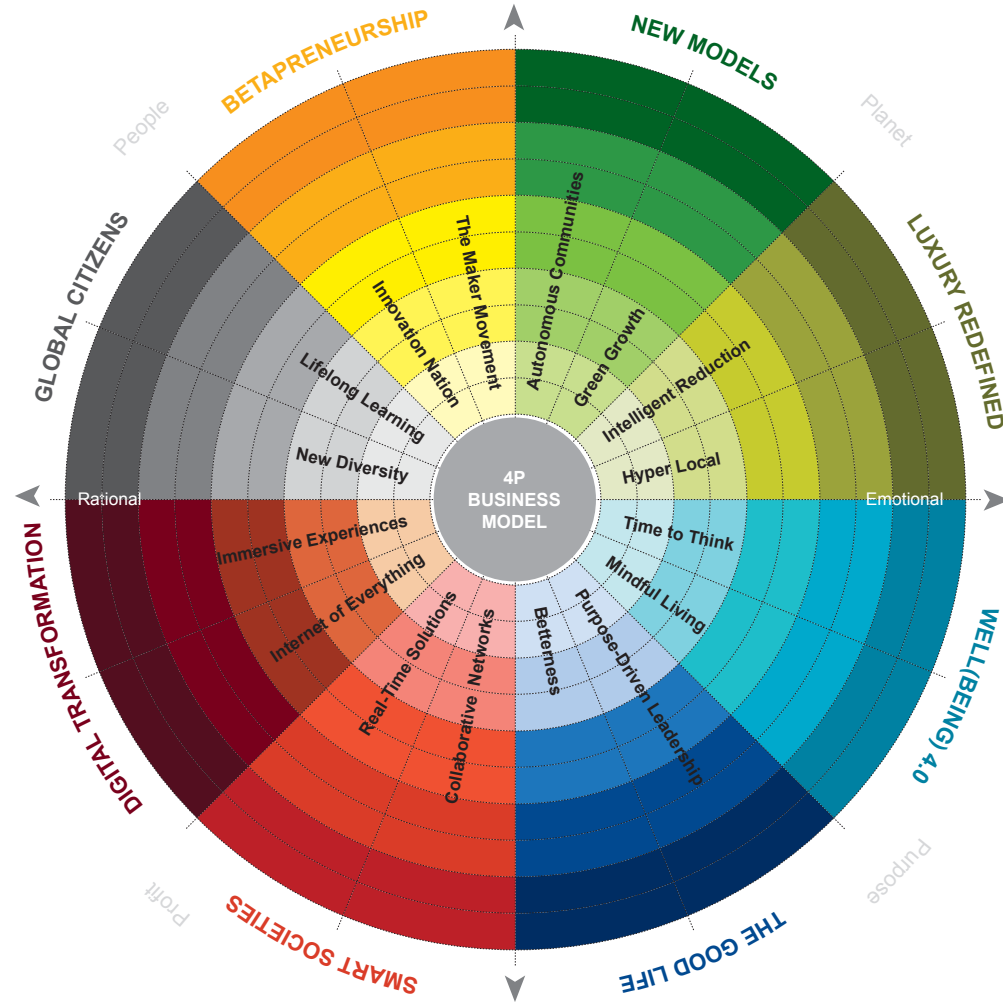 BETAPRENEURSHIP
NEW MODELS
People
Planet
GLOBAL CITIZENS
LUXURY REDEFINED
The Maker Movement
Autonomous Communities
Innovation Nation
Green Growth
Lifelong Learning
Intelligent Reduction
New Diversity
Hyper Local
4P
BUSINESS
MODEL
Rational
Emotional
Immersive Experiences
Time to Think
Internet of Everything
Mindful Living
Real-Time Solutions
Collaborative Networks
Betterness
Purpose-Driven Leadership
DIGITAL TRANSFORMATION
WELL(BEING) 4.0
Profit
Purpose
SMART SOCIETIES
THE GOOD LIFE